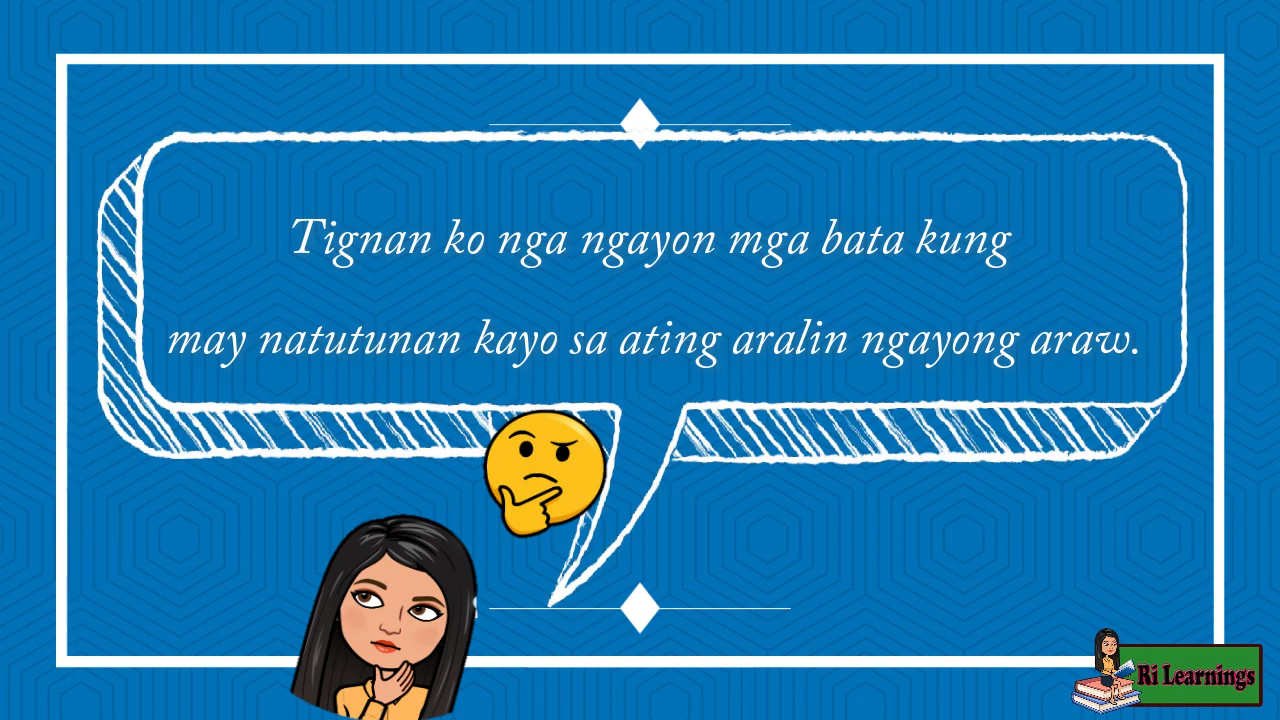 Tignan ko nga ngayon mga bata kung
may natutunan kayo sa ating aralin ngayong araw.
Ri Learnings